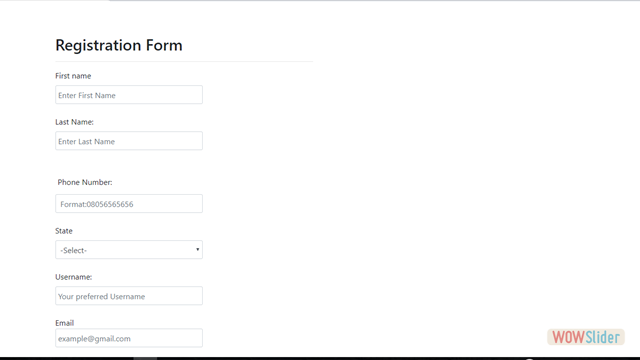 Registration Form
First name
Enter First Name
Last Name:
Enter Last Name
Phone Number:
Format:08056565656
State
-Select-
Username:
Your preferred Username
Email
example@gmail.com
WOWSlider